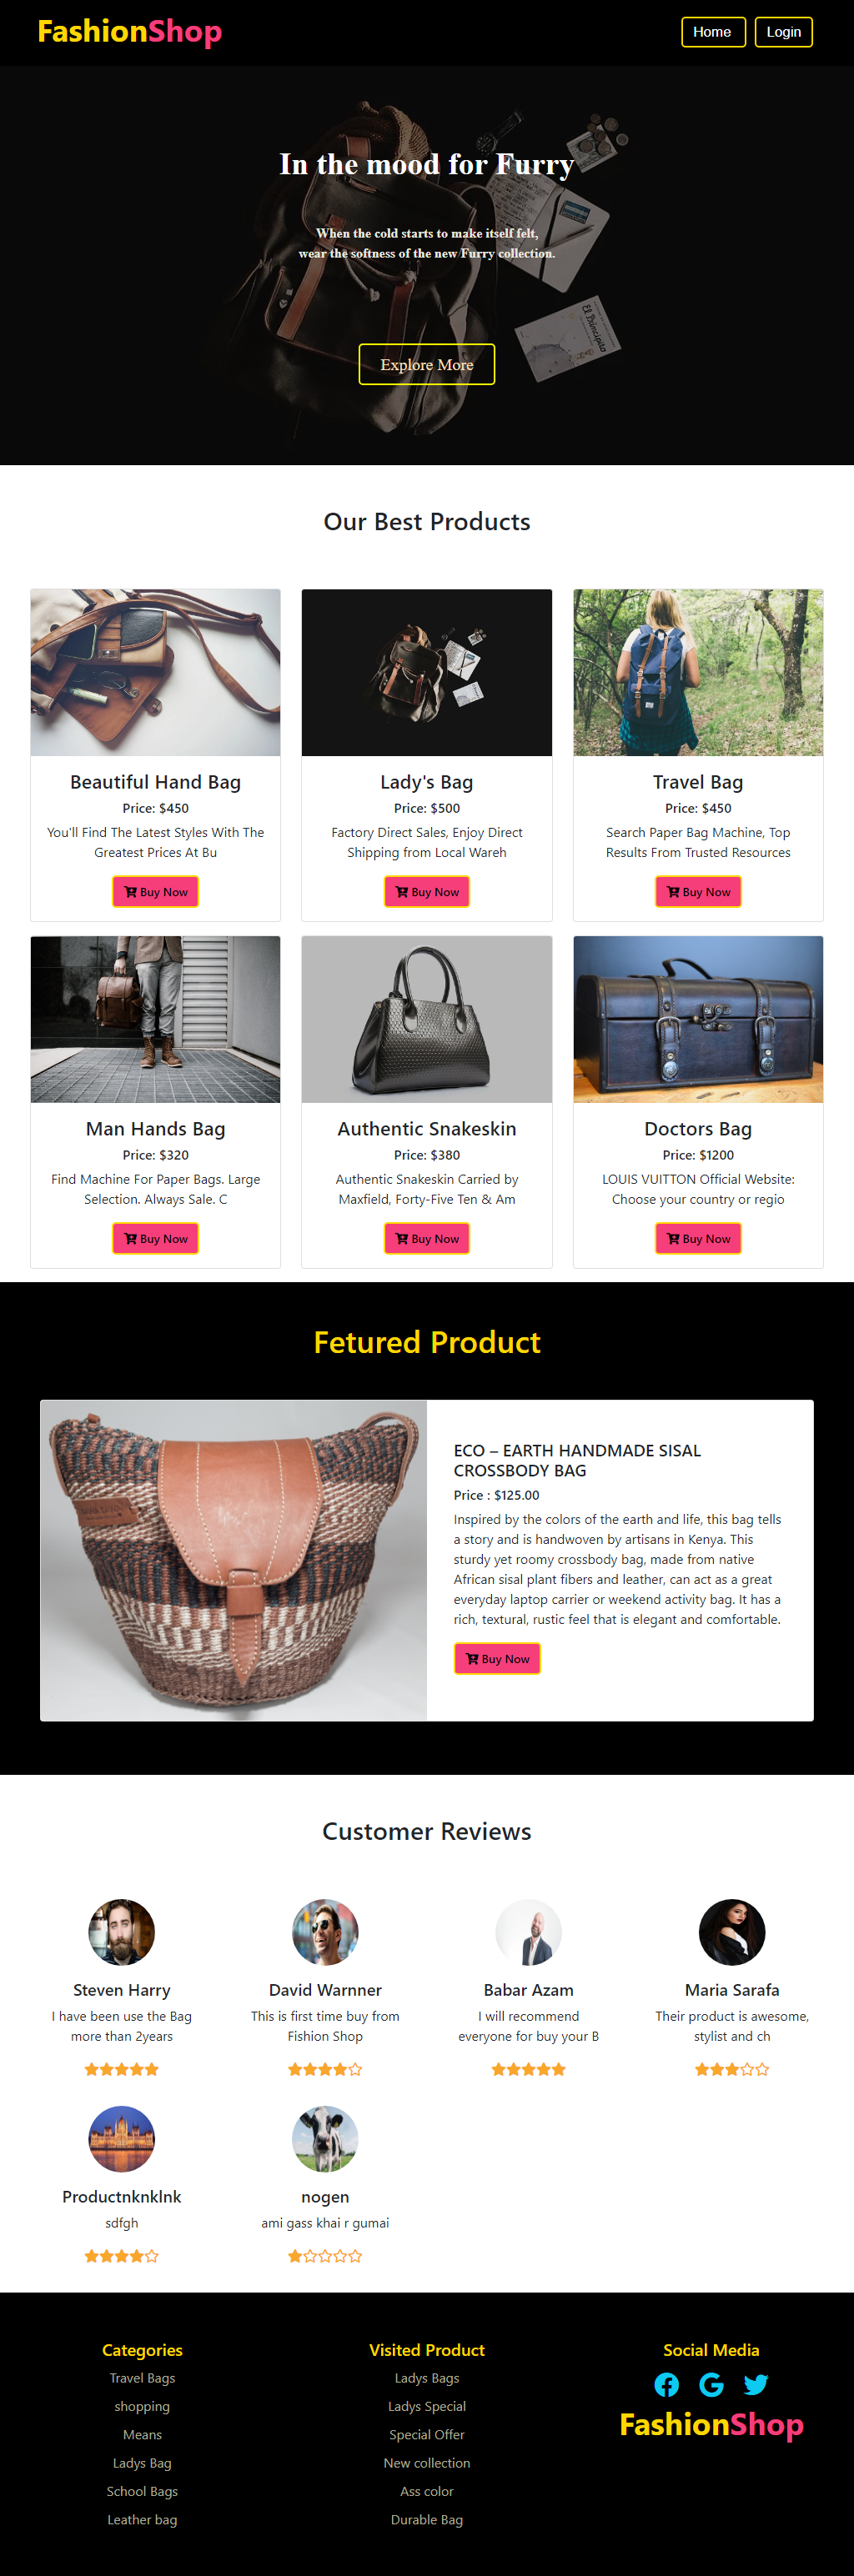 FashionShop
Home
Login
In the mood for Furry
When the cold starts to make itself felt,
wear the softness of the new Furry collection.
El Principito
Explore More
Our Best Products
Beautiful Hand Bag
Price: $450
You'll Find The Latest Styles With The
Greatest Prices At Bu
Buy Now
Lady's Bag
Price: $500
Factory Direct Sales, Enjoy Direct
Shipping from Local Wareh
Buy Now
Travel Bag
Price: $450
Search Paper Bag Machine, Top
Results From Trusted Resources
Buy Now
Man Hands Bag
Price: $320
Find Machine For Paper Bags. Large
Selection. Always Sale. C
Buy Now
Authentic Snakeskin
Price: $380
Authentic Snakeskin Carried by
Maxfield, Forty-Five Ten & Am
Buy Now
Doctors Bag
Price: $1200
LOUIS VUITTON Official Website:
Choose your country or regio
Buy Now
Fetured Product
ECO – EARTH HANDMADE SISAL
CROSSBODY BAG
Price : $125.00
Inspired by the colors of the earth and life, this bag tells
a story and is handwoven by artisans in Kenya. This
sturdy yet roomy crossbody bag, made from native
African sisal plant fibers and leather, can act as a great
everyday laptop carrier or weekend activity bag. It has a
rich, textural, rustic feel that is elegant and comfortable.
Buy Now
Customer Reviews
Steven Harry
I have been use the Bag
more than 2years
David Warnner
This is first time buy from
Fishion Shop
Babar Azam
I will recommend
everyone for buy your B
Maria Sarafa
Their product is awesome,
stylist and ch
Productnknklnk
sdfgh
nogen
ami gass khai r gumai
Categories
Travel Bags
shopping
Means
Ladys Bag
School Bags
Leather bag
Visited Product
Ladys Bags
Ladys Special
Special Offer
New collection
Ass color
Durable Bag
Social Media
FashionShop